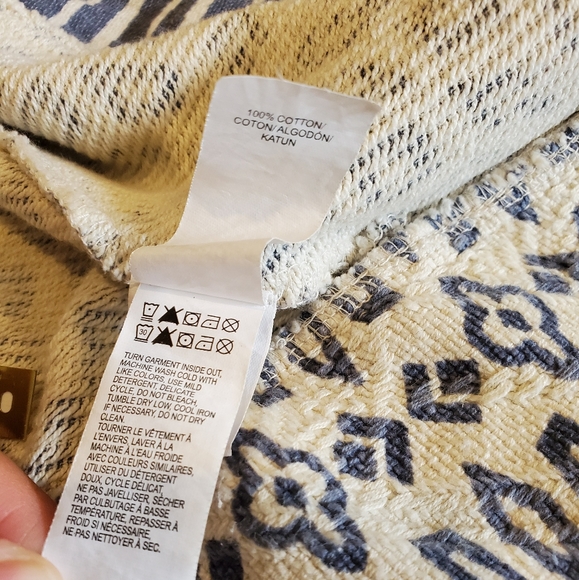 100% COTTON/
COTON/ALGODÓN/
KATUN
30
TURN GARMENT INSIDE OUT,
MACHINE WASH COLD WITH
LIKE COLORS, USE MILD
DETERGENT, DELICATE
CYCLE, DO NOT BLEACH,
TUMBLE DRY LOW, COOL IRON
IF NECESSARY, DO NOT DRY
CLEAN.
TOURNER LE VÊTEMENT À
L'ENVERS, LAVER À LA
MACHINE À L'EAU FROIDE
AVEC COULEURS SIMILAIRES,
UTILISER DU DÉTERGENT
DOUX, CYCLE DÉLICAT
NE PAS JAVELLISER, SÉCHER
PAR CULBUTAGE À BASSE
TEMPÉRATURE, REPASSER À
FROID SI NÉCESSAIRE,
NE PAS NETTOYER À SEC.